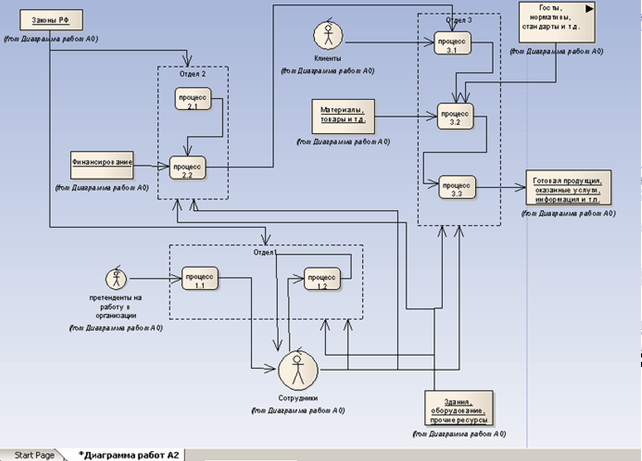 Законы РФ
(from Диаграмма работ А0)
Отдел 2
процесс
2.1
Финансирование
(from Диаграмма работ А0)
процесс
2.2
Клиенты
(from Диаграмма работ А0)
Отдел 3
процесс
3.1
Госты,
нормативы,
стандарты и т.д.
(from Диаграмма работ А0)
Материалы,
товары и т.д.
(from Диаграмма работ А0)
процесс
3.2
процесс
3.3
Готовая продукция,
оказанные услуги,
информация и т.п.
(from Диаграмма работ А0)
Отдел1
претенденты на
работу в
организации
(from Диаграмма работ А0)
процесс
1.1
процесс
1.2
Сотрудники
(from Диаграмма работ А0)
Здания,
оборудование,
прочие ресурсы
(from Диаграмма работ А0)
Start Page
*Диаграмма работ А2